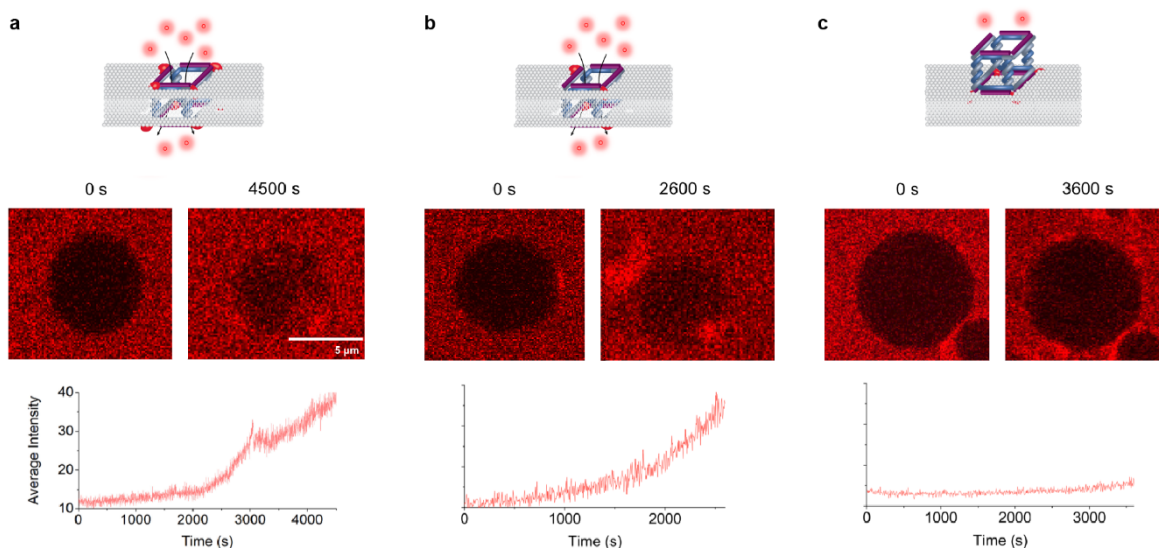 a
b
c
0 s
4500 s
0 s
2600 s
0 s
3600 s
5 µm
40
30
20
10
Average Intensity
0 1000 2000 3000 4000
Time (s)
0 1000 2000
Time (s)
0 1000 2000 3000
Time (s)